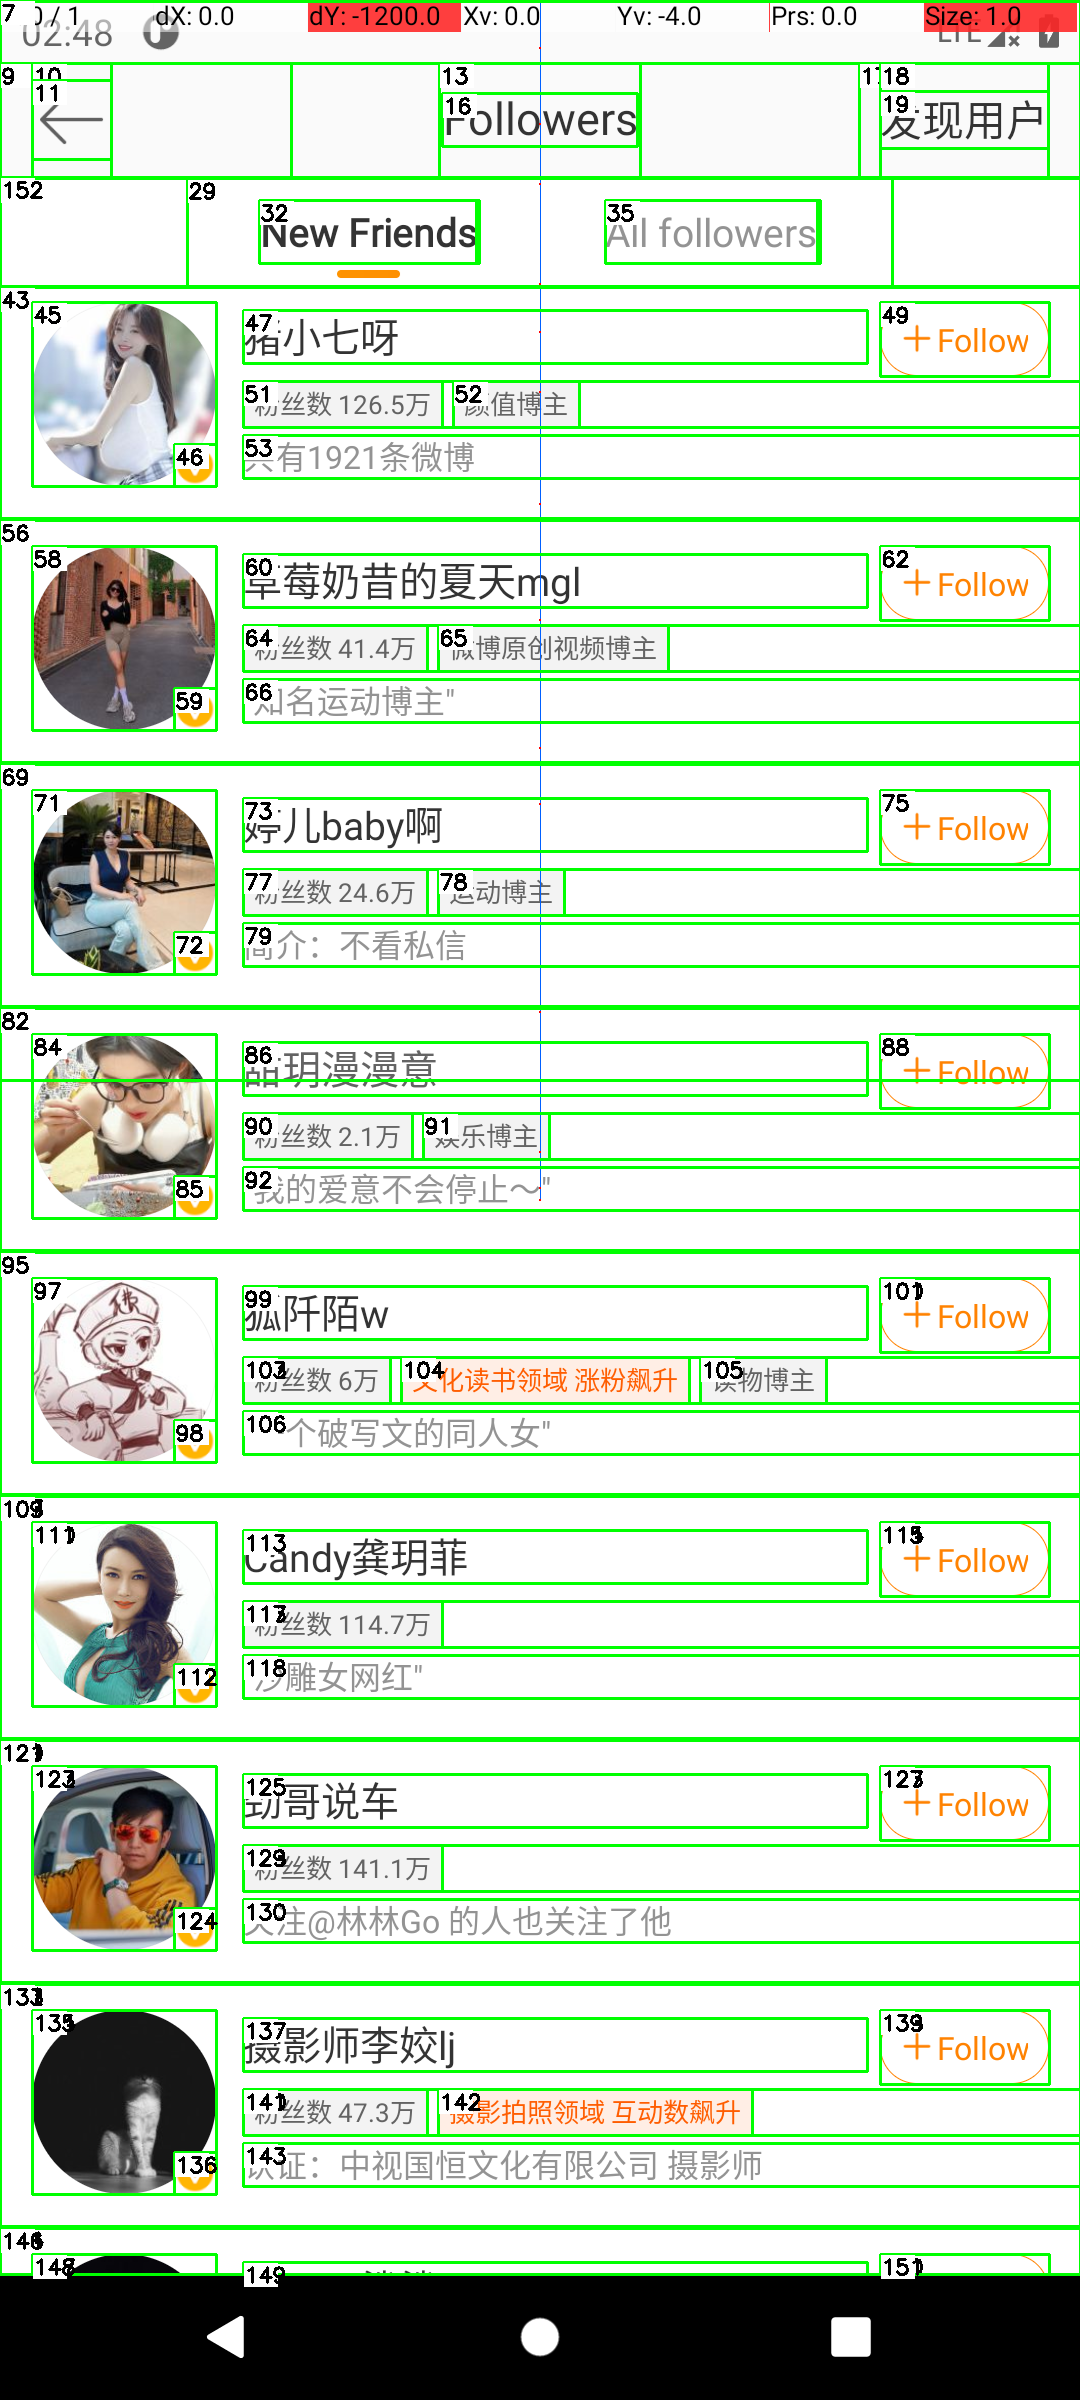 0 / 1 dX: 0.0 dY: -1200.0 Xv: 0.0 Yv: -4.0 Prs: 0.0 Size: 1.0
02:48 LTE
7
9 10 13 17 18
11 16 Followers 19 发现用户
152 29
32 New Friends 35 All followers
43
45 47 猪小七呀 49 Follow
51 粉丝数 126.5万 52 颜值博主
46 53 共有1921条微博
56
58 60 草莓奶昔的夏天mgl 62 Follow
64 粉丝数 41.4万 65 微博原创视频博主
59 66 知名运动博主"
69
71 73 婷儿baby啊 75 Follow
77 粉丝数 24.6万 78 运动博主
72 79 简介：不看私信
82
84 86 甜玥漫漫意 88 Follow
90 粉丝数 2.1万 91 娱乐博主
85 92 我的爱意不会停止～"
95
97 99 狐阡陌w 101 Follow
103 粉丝数 6万 104 文化读书领域 涨粉飙升 105 读物博主
98 106 个破写文的同人女"
109
111 113 Candy龚玥菲 115 Follow
117 粉丝数 114.7万
112 118 沙雕女网红"
121
123 125 劲哥说车 127 Follow
129 粉丝数 141.1万
124 130 关注@林林Go 的人也关注了他
133
135 137 摄影师李姣lj 139 Follow
141 粉丝数 47.3万 142 摄影拍照领域 互动数飙升
136 143 认证：中视国恒文化有限公司 摄影师
146
148 149 151